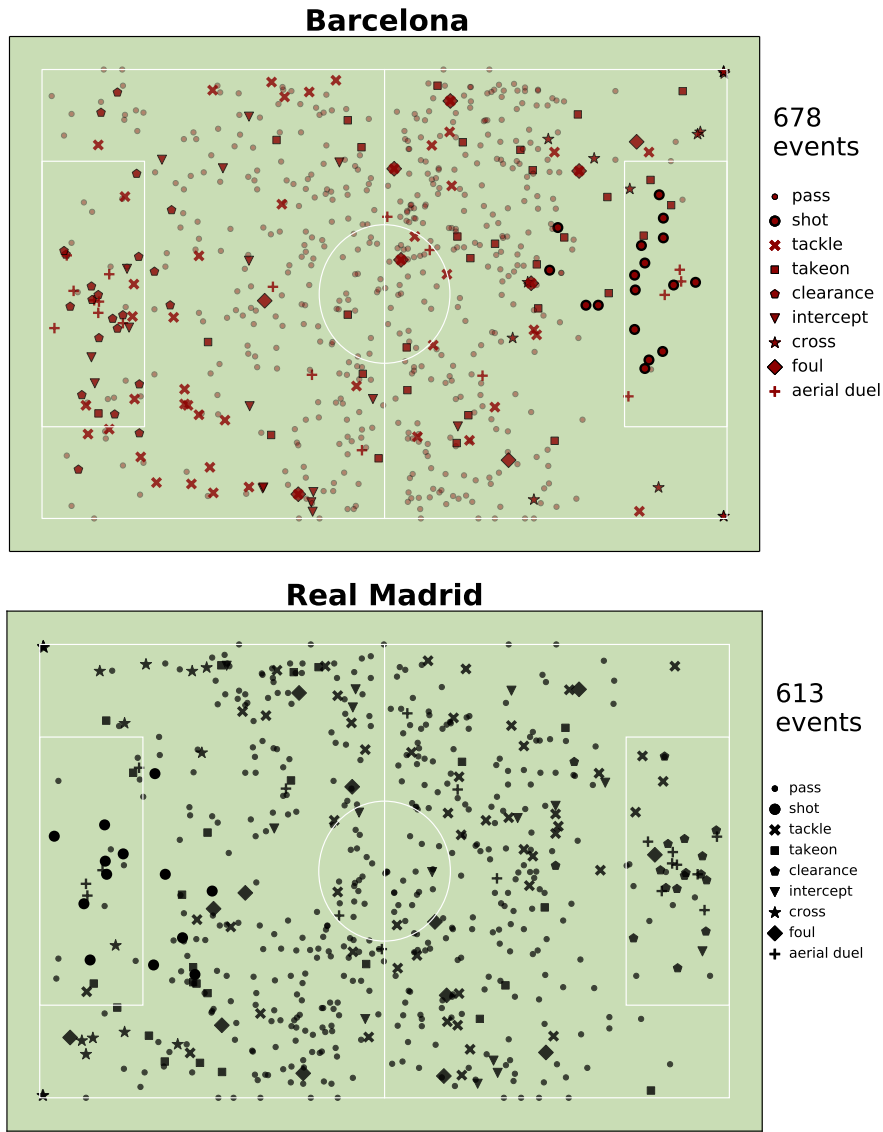 Barcelona
678
events
pass
shot
tackle
takeon
clearance
intercept
cross
foul
aerial duel
Real Madrid
613
events
pass
shot
tackle
takeon
clearance
intercept
cross
foul
aerial duel